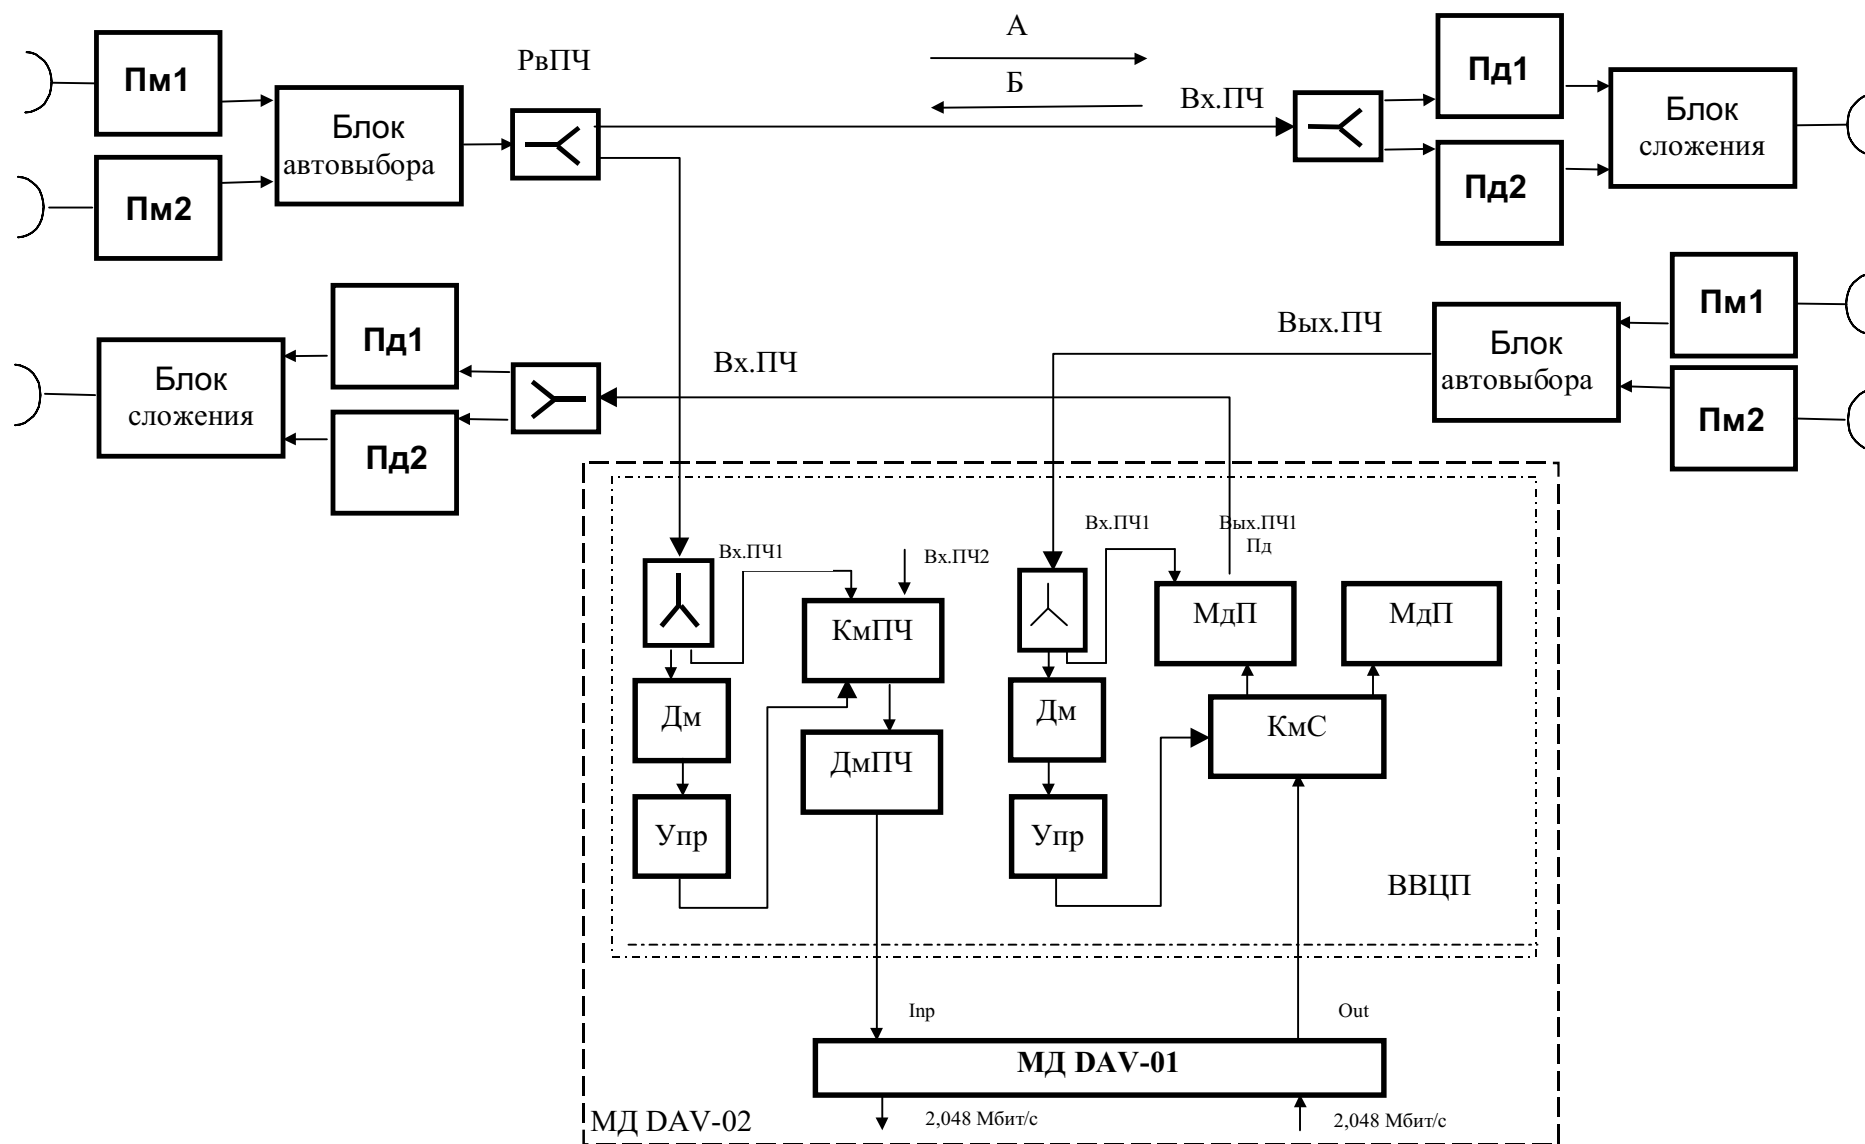 А
РвПЧ
Пм1
Блок
автовыбора
Пм2
Б
Вх.ПЧ
Пд1
Блок
сложения
Пд2
Пд1
Блок
сложения
Пд2
Вх.ПЧ
Вых.ПЧ
Блок
автовыбора
Пм1
Пм2
Вх.ПЧ1
Вх.ПЧ2
Вх.ПЧ1
Вых.ПЧ1
Пд
КмПЧ
МдП
МдП
Дм
ДмПЧ
Дм
КмС
Упр
Упр
ВВЦП
Inp
Out
МД DAV-01
МД DAV-02
2,048 Мбит/с
2,048 Мбит/с